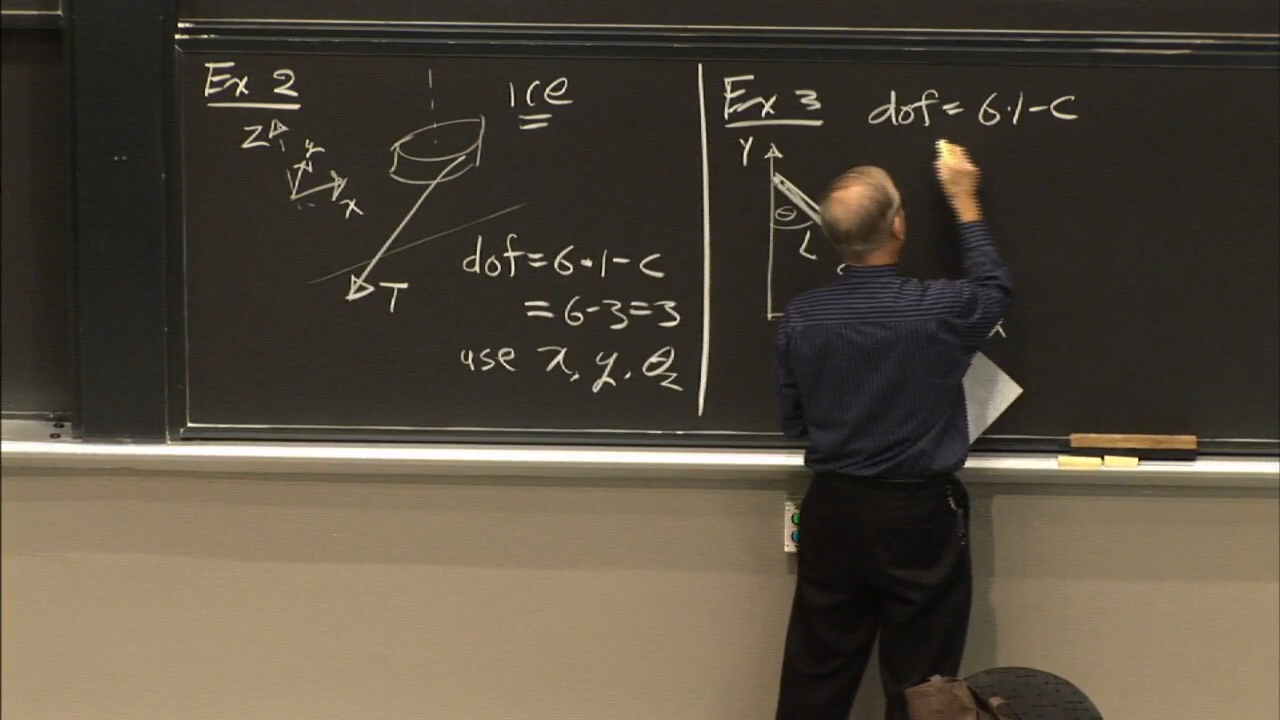 Ex 2
ICE
Z
y
x
T
dof = 6·1 - C
= 6 - 3 = 3
use x, y, θz
Ex 3
dof = 6·1 - C
Y
θ
L